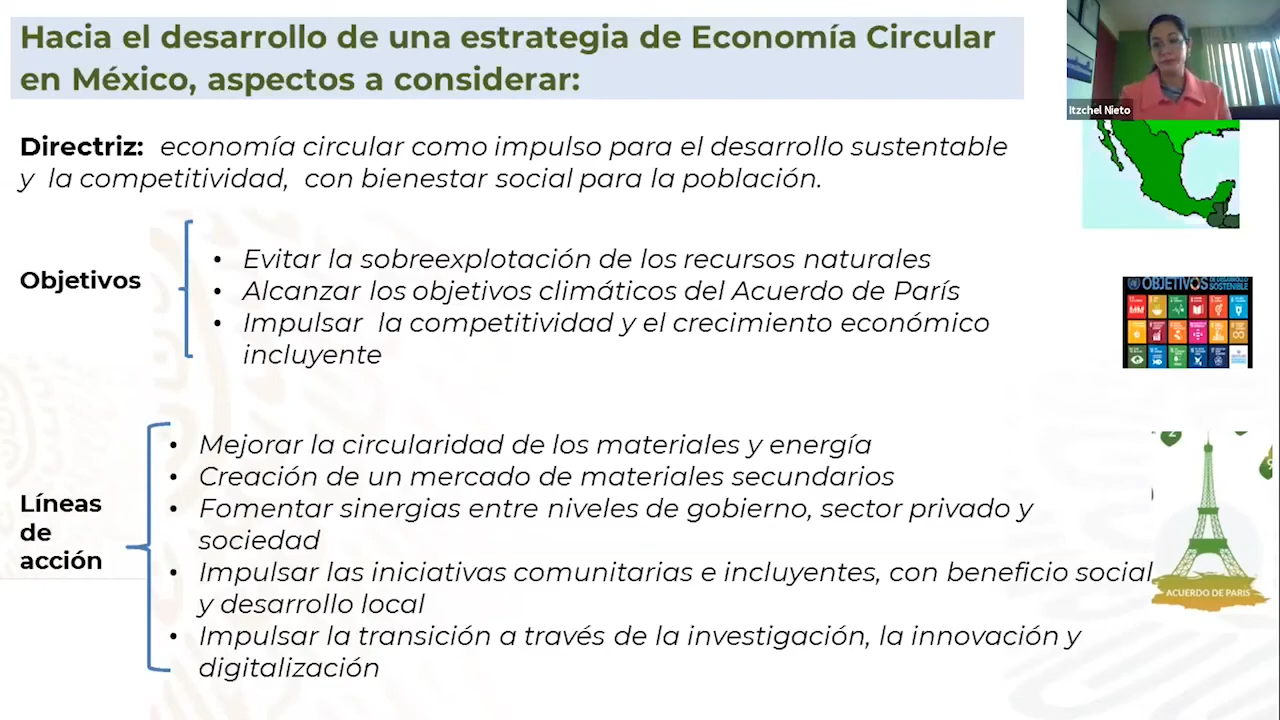 Hacia el desarrollo de una estrategia de Economía Circular
en México, aspectos a considerar:
Itzchel Nieto
Directriz: economía circular como impulso para el desarrollo sustentable
y la competitividad, con bienestar social para la población.
Objetivos
• Evitar la sobreexplotación de los recursos naturales
• Alcanzar los objetivos climáticos del Acuerdo de París
• Impulsar la competitividad y el crecimiento económico
incluyente
OBJETIVOS DE DESARROLLO
SOSTENIBLE
Líneas
de
acción
• Mejorar la circularidad de los materiales y energía
• Creación de un mercado de materiales secundarios
• Fomentar sinergias entre niveles de gobierno, sector privado y
sociedad
• Impulsar las iniciativas comunitarias e incluyentes, con beneficio social
y desarrollo local
• Impulsar la transición a través de la investigación, la innovación y
digitalización
ACUERDO DE PARÍS